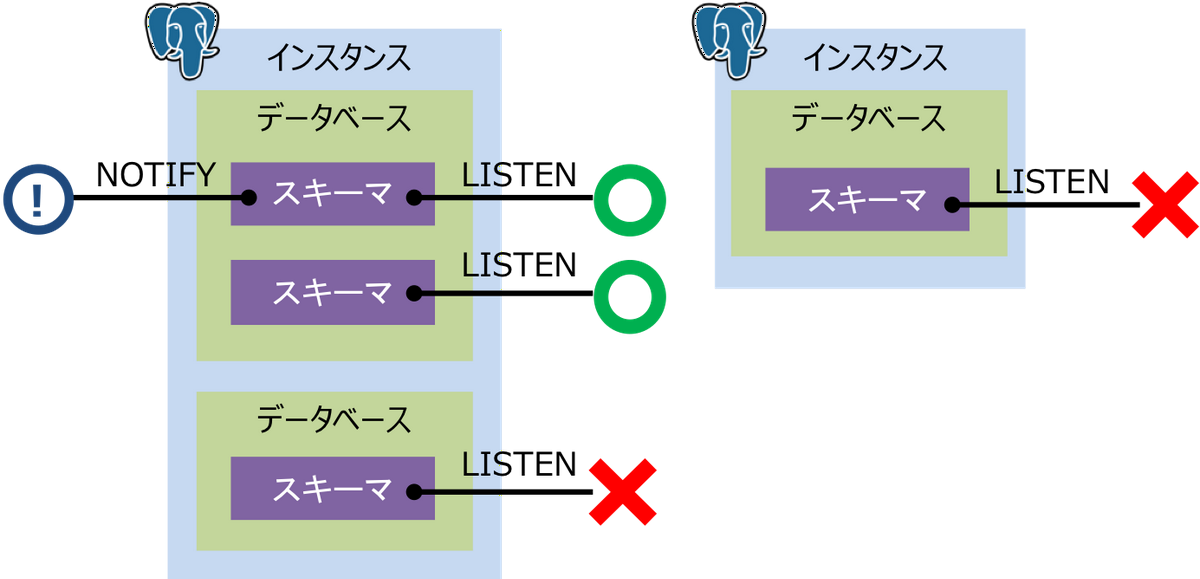 インスタンス
データベース
NOTIFY
スキーマ
LISTEN
スキーマ
LISTEN
データベース
スキーマ
LISTEN
インスタンス
データベース
スキーマ
LISTEN
!